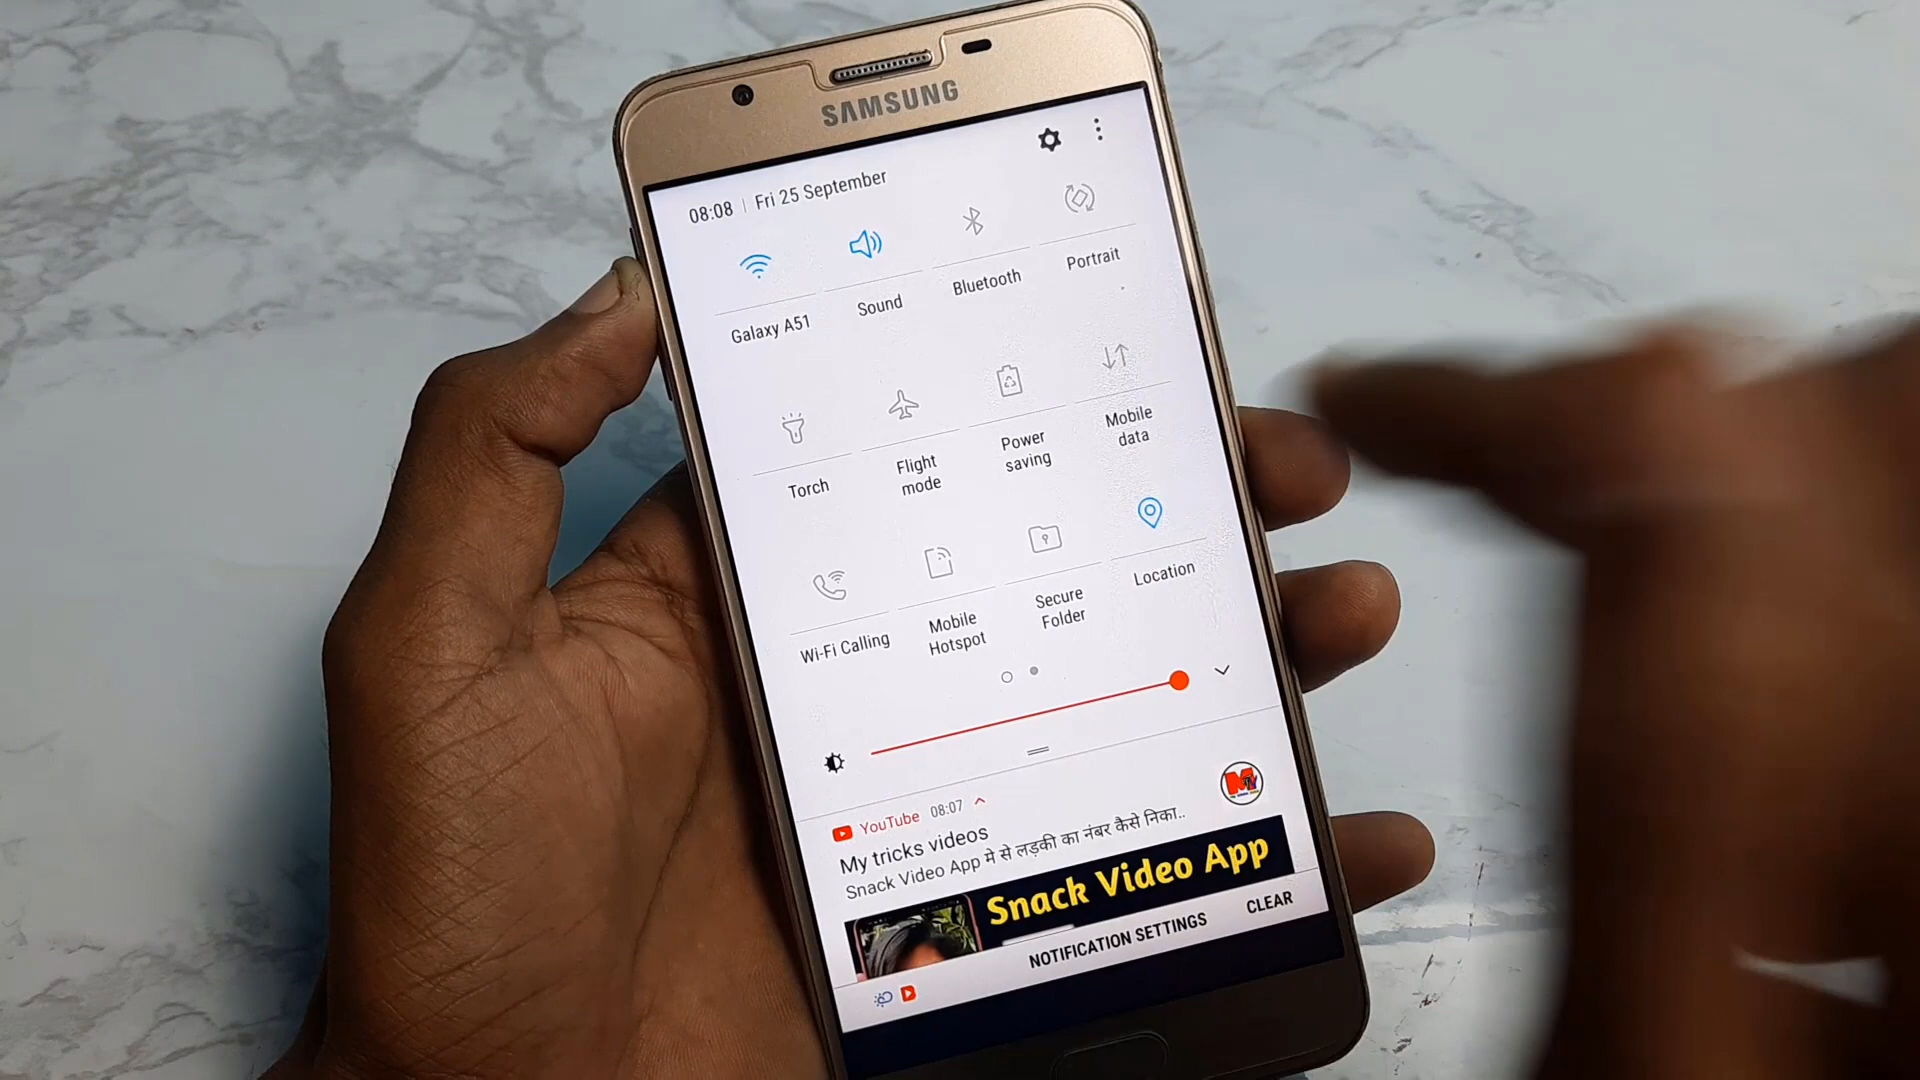 SAMSUNG
08:08 | Fri 25 September
Galaxy A51
Sound
Bluetooth
Portrait
Torch
Flight
mode
Power
saving
Mobile
data
Wi-Fi Calling
Mobile
Hotspot
Secure
Folder
Location
YouTube 08:07
My tricks videos
Snack Video App मे से लड़की का नंबर कैसे निका..
Snack Video App
NOTIFICATION SETTINGS
CLEAR